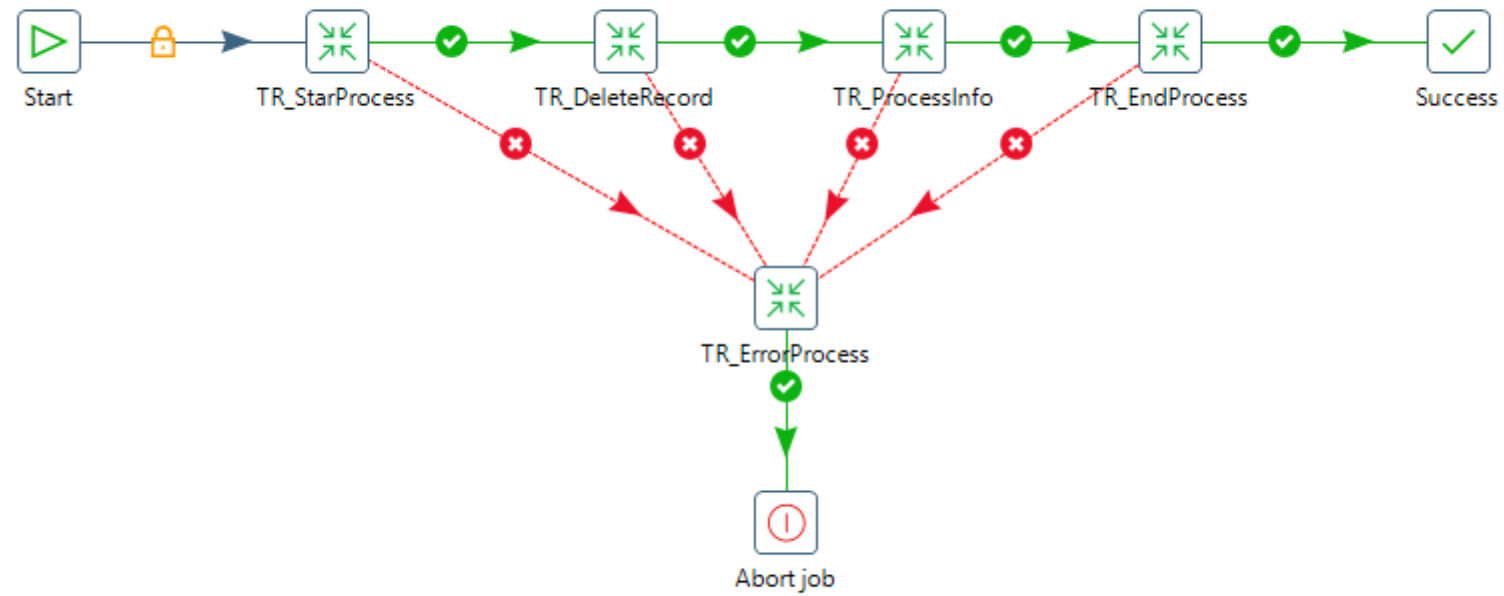 Start
TR_StarProcess
TR_DeleteRecord
TR_ProcessInfo
TR_EndProcess
Success
TR_ErrorProcess
Abort job